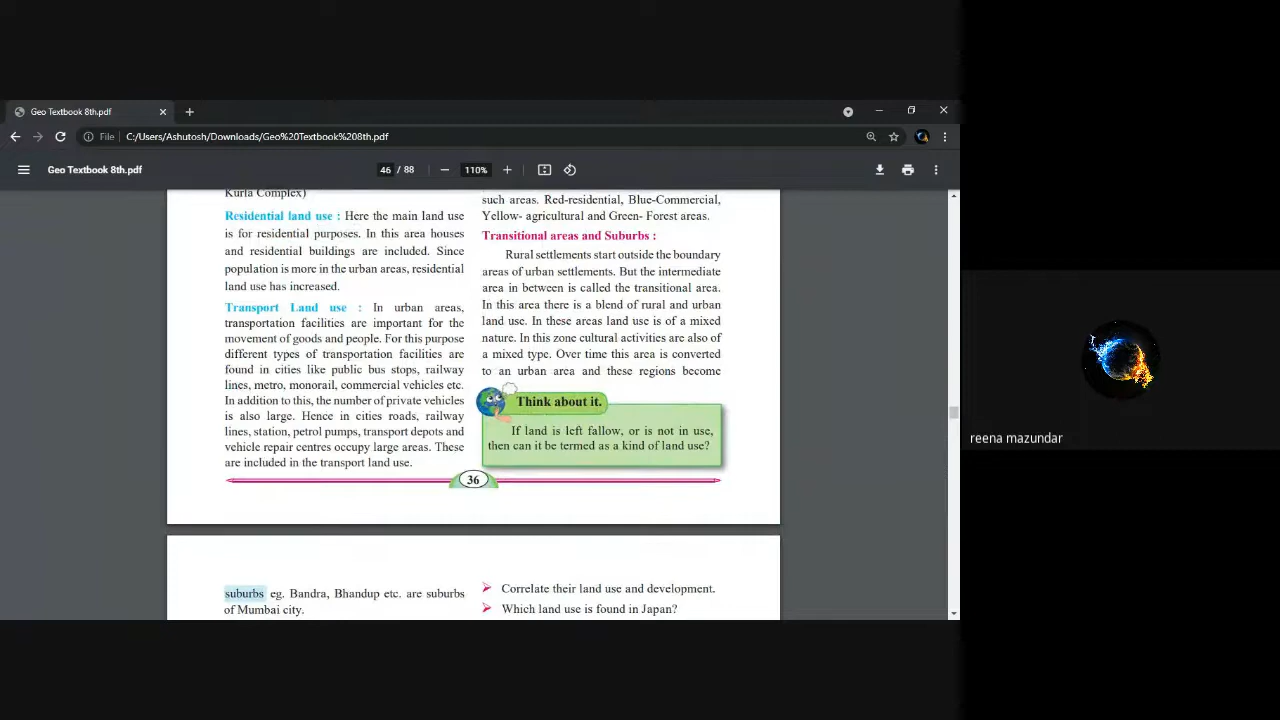 Geo Textbook 8th.pdf
File
C:/Users/Ashutosh/Downloads/Geo%20Textbook%208th.pdf
Geo Textbook 8th.pdf
46 / 88
110%
Kurla Complex)
Residential land use : Here the main land use
is for residential purposes. In this area houses
and residential buildings are included. Since
population is more in the urban areas, residential
land use has increased.
Transport Land use : In urban areas,
transportation facilities are important for the
movement of goods and people. For this purpose
different types of transportation facilities are
found in cities like public bus stops, railway
lines, metro, monorail, commercial vehicles etc.
In addition to this, the number of private vehicles
is also large. Hence in cities roads, railway
lines, station, petrol pumps, transport depots and
vehicle repair centres occupy large areas. These
are included in the transport land use.
such areas. Red-residential, Blue-Commercial,
Yellow- agricultural and Green- Forest areas.
Transitional areas and Suburbs :
Rural settlements start outside the boundary
areas of urban settlements. But the intermediate
area in between is called the transitional area.
In this area there is a blend of rural and urban
land use. In these areas land use is of a mixed
nature. In this zone cultural activities are also of
a mixed type. Over time this area is converted
to an urban area and these regions become
Think about it.
If land is left fallow, or is not in use,
then can it be termed as a kind of land use?
36
suburbs eg. Bandra, Bhandup etc. are suburbs
of Mumbai city.
Correlate their land use and development.
Which land use is found in Japan?
reena mazundar